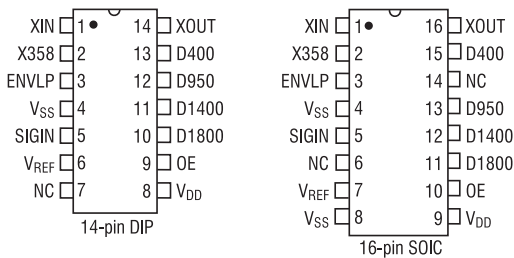 XIN 1 14 XOUT XIN 1 16 XOUT
X358 2 13 D400 X358 2 15 D400
ENVLP 3 12 D950 ENVLP 3 14 NC
VSS 4 11 D1400 VSS 4 13 D950
SIGIN 5 10 D1800 SIGIN 5 12 D1400
VREF 6 9 OE NC 6 11 D1800
NC 7 8 VDD VREF 7 10 OE
VSS 8 9 VDD
14-pin DIP
16-pin SOIC